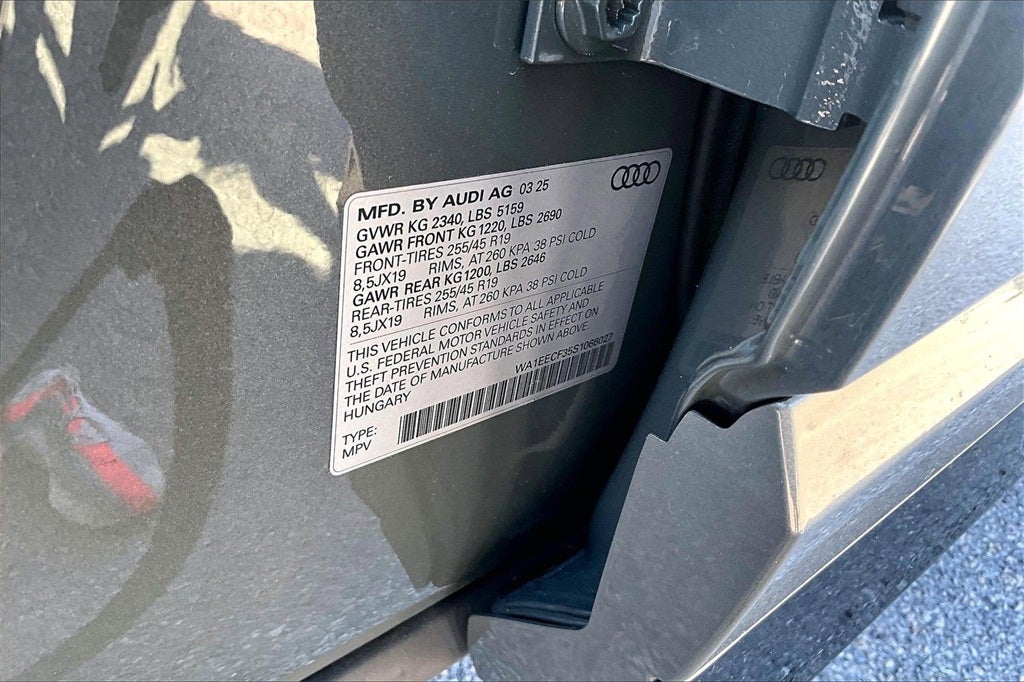 MFD. BY AUDI AG 03 25
GVWR KG 2340, LBS 5159
GAWR FRONT KG 1220, LBS 2690
FRONT-TIRES 255/45 R19
8,5JX19 RIMS, AT 260 KPA 38 PSI COLD
GAWR REAR KG1200, LBS 2646
REAR-TIRES 255/45 R19
8,5JX19 RIMS, AT 260 KPA 38 PSI COLD
THIS VEHICLE CONFORMS TO ALL APPLICABLE
U.S. FEDERAL MOTOR VEHICLE SAFETY AND
THEFT PREVENTION STANDARDS IN EFFECT ON
THE DATE OF MANUFACTURE SHOWN ABOVE.
HUNGARY
WA1EECF35S1066027
TYPE:
MPV